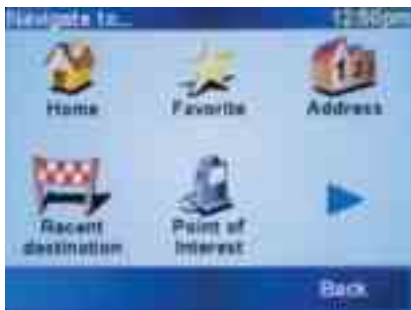 Navigate to...
12:50pm
Home
Favorite
Address
Recent
destination
Point of
Interest
Back